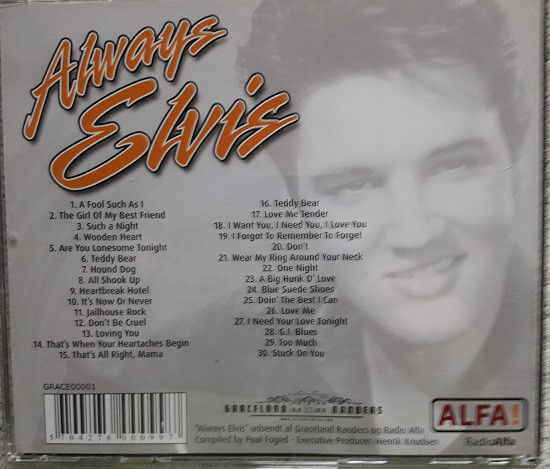 Always
Elvis
1. A Fool Such As I
2. The Girl Of My Best Friend
3. Such a Night
4. Wooden Heart
5. Are You Lonesome Tonight
6. Teddy Bear
7. Hound Dog
8. All Shook Up
9. Heartbreak Hotel
10. It's Now Or Never
11. Jailhouse Rock
12. Don't Be Cruel
13. Loving You
14. That's When Your Heartaches Begin
15. That's All Right, Mama
16. Teddy Bear
17. Love Me Tender
18. I Want You, I Need You, I Love You
19. I Forgot To Remember To Forget
20. Don't
21. Wear My Ring Around Your Neck
22. One Night
23. A Big Hunk O' Love
24. Blue Suede Shoes
25. Doin' The Best I Can
26. Love Me
27. I Need Your Love Tonight
28. G.I. Blues
29. Too Much
30. Stuck On You
GRACE00001
5 704276 000997
GRACELAND RANDERS
"Always Elvis" udsendt af Graceland Randers og Radio Alfa
Compiled by Poul Foged - Executive Producer: Henrik Knudsen
ALFA!
RadioAlfa